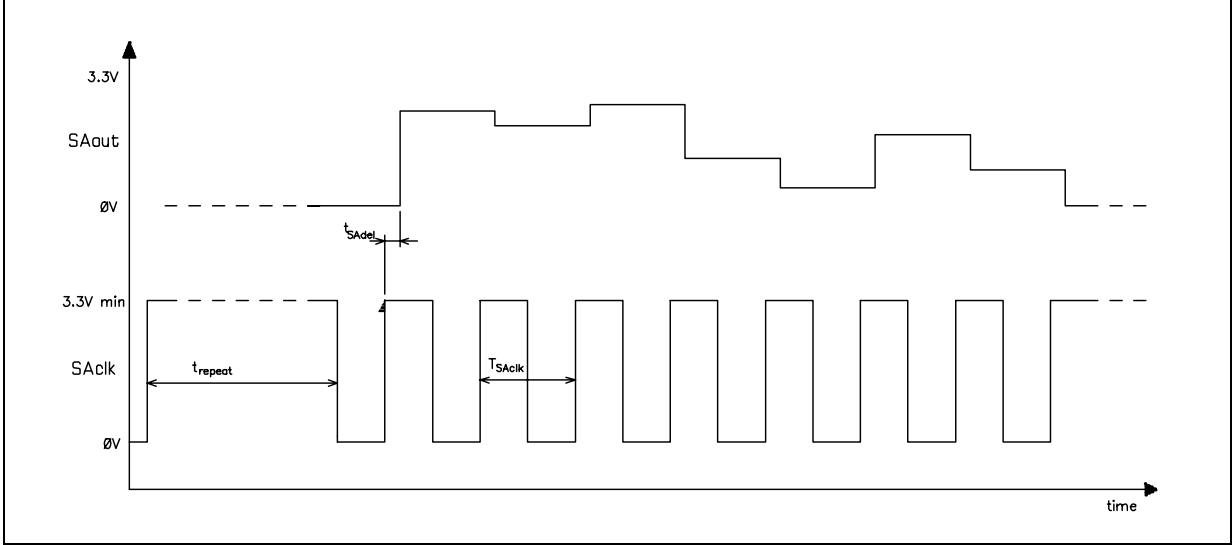 3.3V
SAout
ØV
tSAdel
3.3V min
SAclk
trepeat
TSAclk
ØV
time